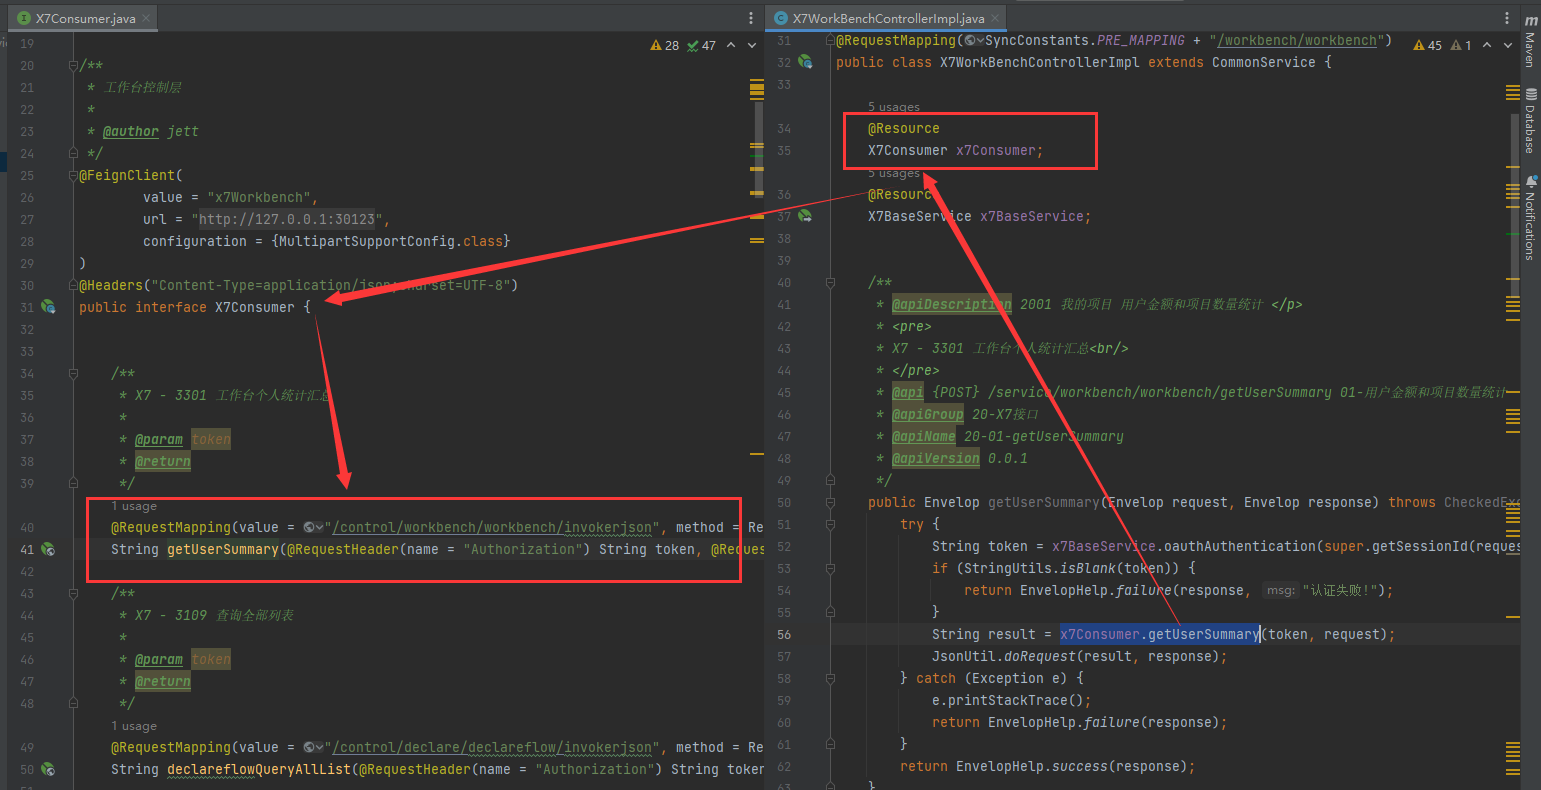 X7Consumer.java
28 47
19
20 /**
21 * 工作台控制层
22 *
23 * @author jett
24 */
25 @FeignClient(
26 value = "x7Workbench",
27 url = "http://127.0.0.1:30123",
28 configuration = {MultipartSupportConfig.class}
29 )
30 @Headers("Content-Type=application/json;charset=UTF-8")
31 public interface X7Consumer {
32
33
34 /**
35 * X7 - 3301 工作台个人统计汇总
36 *
37 * @param token
38 * @return
39 */
1 usage
40 @RequestMapping(value = "/control/workbench/workbench/invokerjson", method = Re
41 String getUserSummary(@RequestHeader(name = "Authorization") String token, @Reque
42
43 /**
44 * X7 - 3109 查询全部列表
45 *
46 * @param token
47 * @return
48 */
1 usage
49 @RequestMapping(value = "/control/declare/declareflow/invokerjson", method = Re
50 String declareflowQueryAllList(@RequestHeader(name = "Authorization") String token
X7WorkBenchControllerImpl.java
45 1
31 @RequestMapping(SyncConstants.PRE_MAPPING + "/workbench/workbench")
32 public class X7WorkBenchControllerImpl extends CommonService {
33
5 usages
34 @Resource
35 X7Consumer x7Consumer;
5 usages
36 @Resource
37 X7BaseService x7BaseService;
38
39
40 /**
41 * @apiDescription 2001 我的项目 用户金额和项目数量统计 </p>
42 * <pre>
43 * X7 - 3301 工作台个人统计汇总<br/>
44 * </pre>
45 * @api {POST} /service/workbench/workbench/getUserSummary 01-用户金额和项目数量统计
46 * @apiGroup 20-X7接口
47 * @apiName 20-01-getUserSummary
48 * @apiVersion 0.0.1
49 */
50 public Envelop getUserSummary(Envelop request, Envelop response) throws CheckedEx
51 try {
52 String token = x7BaseService.oauthAuthentication(super.getSessionId(reque
53 if (StringUtils.isBlank(token)) {
54 return EnvelopHelp.failure(response, msg: "认证失败!");
55 }
56 String result = x7Consumer.getUserSummary(token, request);
57 JsonUtil.doRequest(result, response);
58 } catch (Exception e) {
59 e.printStackTrace();
60 return EnvelopHelp.failure(response);
61 }
62 return EnvelopHelp.success(response);
}
m
Maven
Database
Notifications